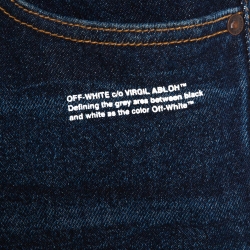 OFF-WHITE c/o VIRGIL ABLOH™
Defining the grey area between black
and white as the color Off-White™